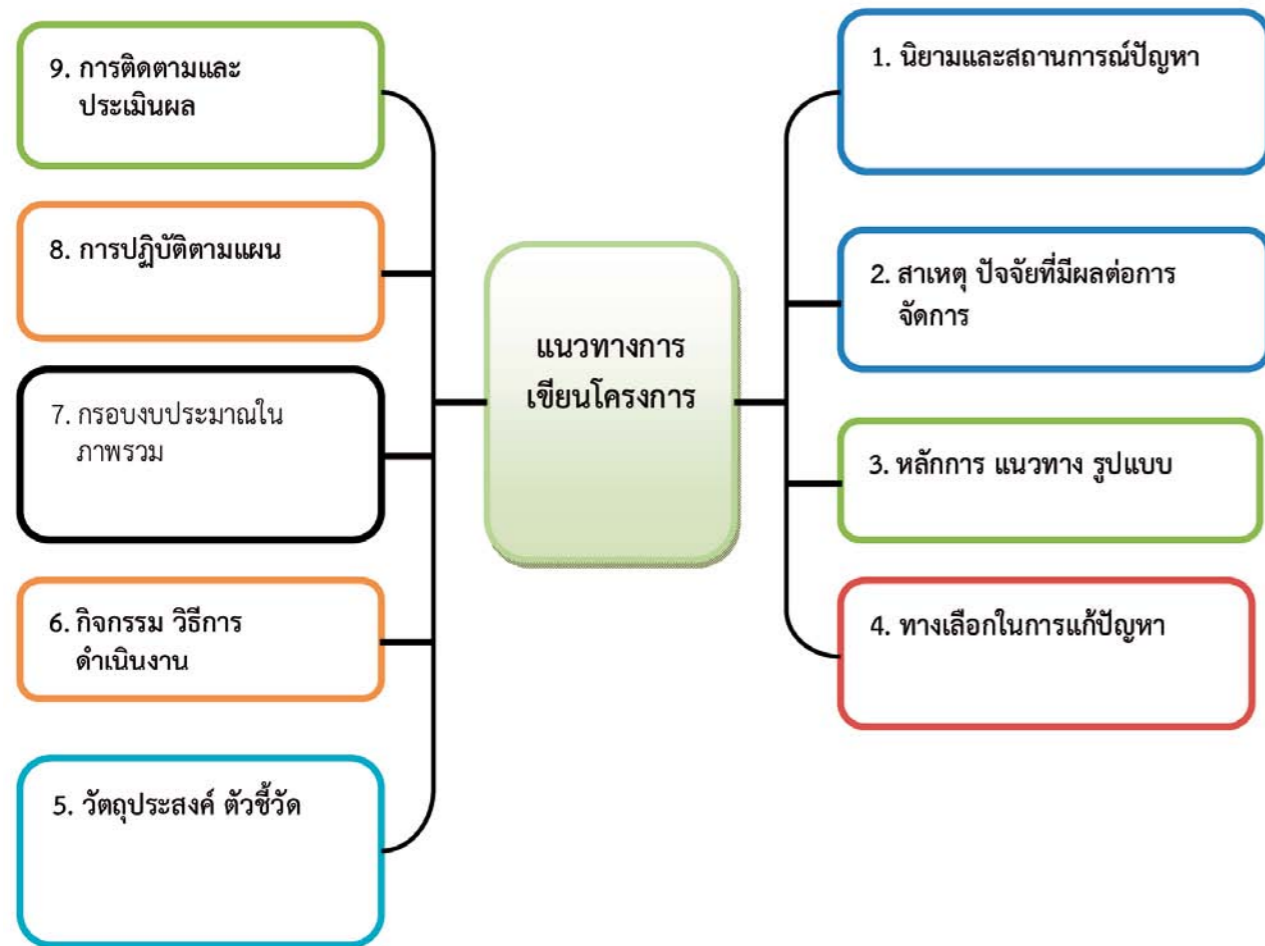 แนวทางการ
เขียนโครงการ
1. นิยามและสถานการณ์ปัญหา
2. สาเหตุ ปัจจัยที่มีผลต่อการ
จัดการ
3. หลักการ แนวทาง รูปแบบ
4. ทางเลือกในการแก้ปัญหา
5. วัตถุประสงค์ ตัวชี้วัด
6. กิจกรรม วิธีการ
ดำเนินงาน
7. กรอบงบประมาณใน
ภาพรวม
8. การปฏิบัติตามแผน
9. การติดตามและ
ประเมินผล